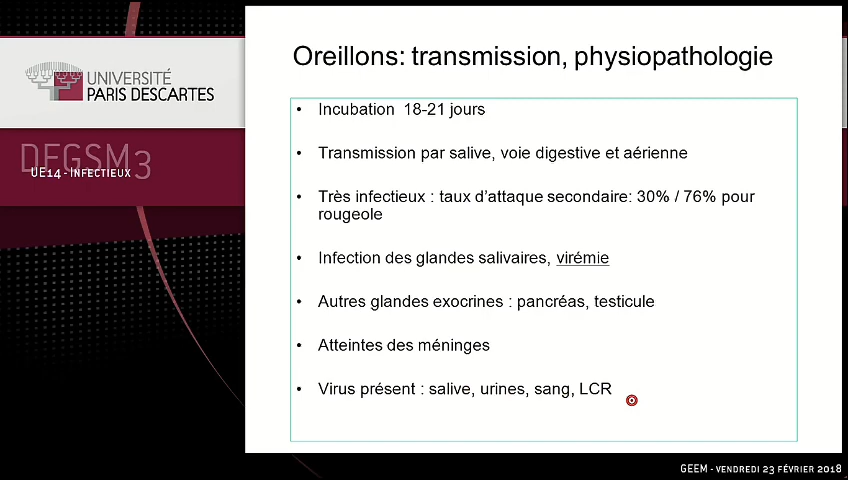 Oreillons: transmission, physiopathologie
UNIVERSITÉ
PARIS DESCARTES
DFGSM3
UE14 - INFECTIEUX
• Incubation 18-21 jours
• Transmission par salive, voie digestive et aérienne
• Très infectieux : taux d'attaque secondaire: 30% / 76% pour
rougeole
• Infection des glandes salivaires, virémie
• Autres glandes exocrines : pancréas, testicule
• Atteintes des méninges
• Virus présent : salive, urines, sang, LCR
GEEM - VENDREDI 23 FÉVRIER 2018